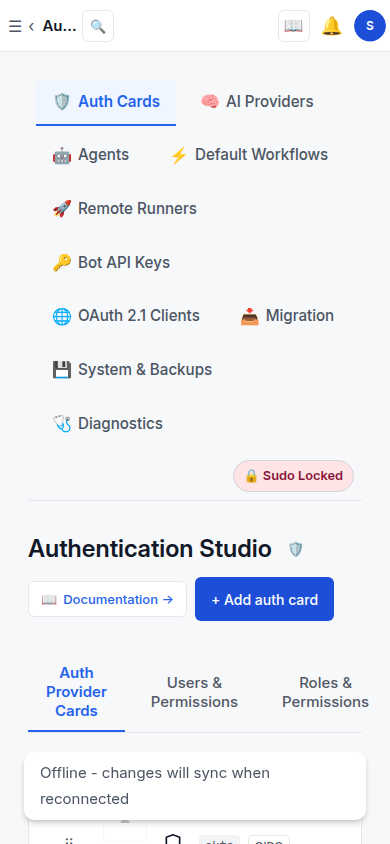 Au...
S
Auth Cards
AI Providers
Agents
Default Workflows
Remote Runners
Bot API Keys
OAuth 2.1 Clients
Migration
System & Backups
Diagnostics
Sudo Locked
Authentication Studio
Documentation →
+ Add auth card
Auth
Provider
Cards
Users &
Permissions
Roles &
Permissions
Offline - changes will sync when
reconnected